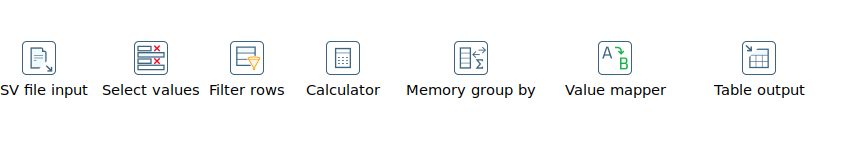 SV file input Select values Filter rows Calculator Memory group by Value mapper Table output